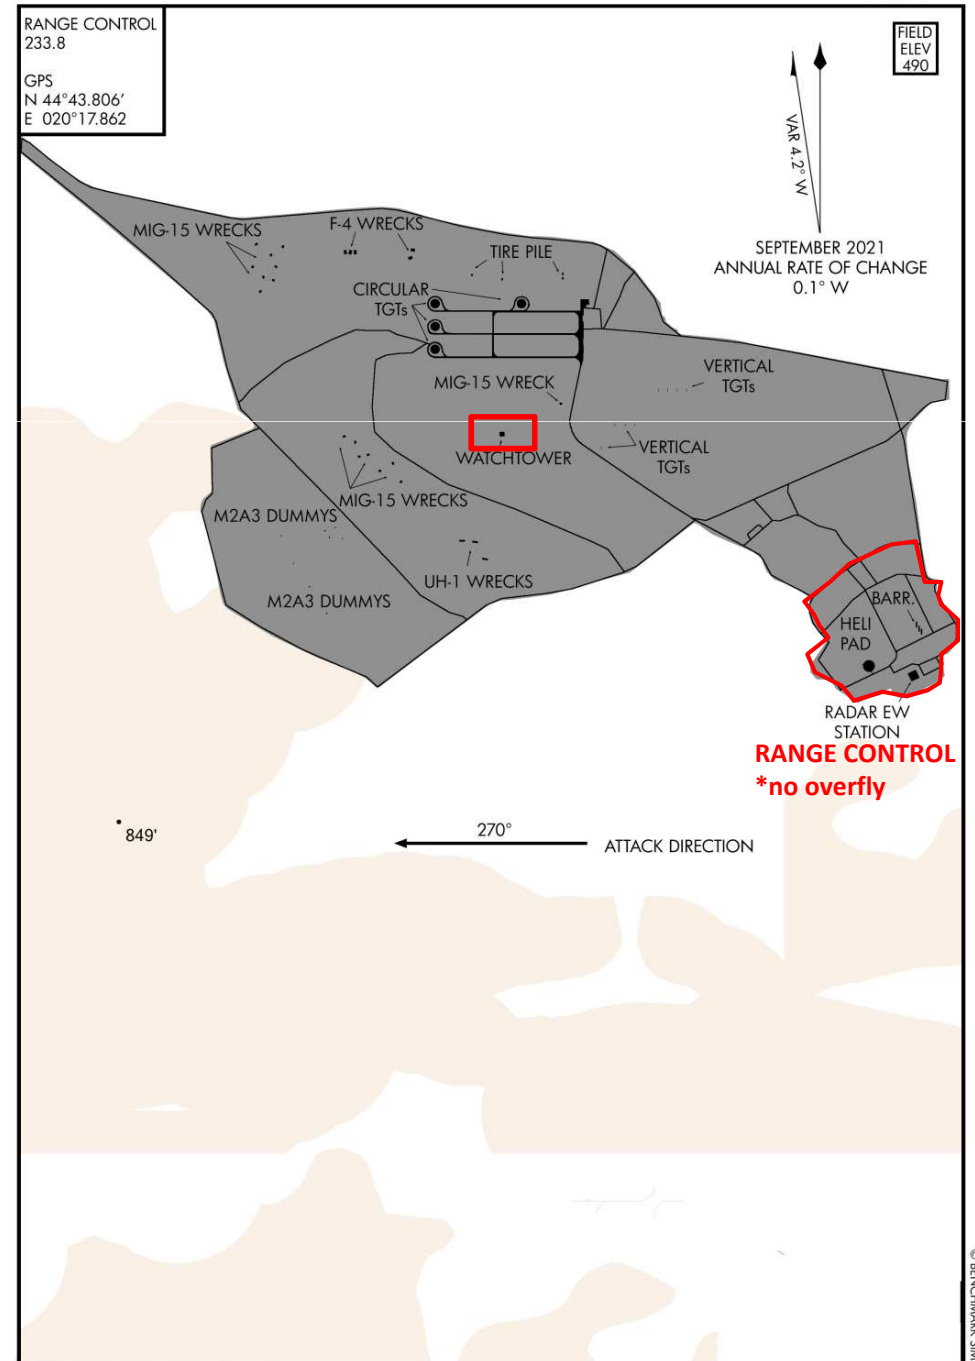 RANGE CONTROL
233.8
GPS
N 44°43.806'
E 020°17.862
FIELD
ELEV
490
VAR 4.2° W
SEPTEMBER 2021
ANNUAL RATE OF CHANGE
0.1° W
MIG-15 WRECKS
F-4 WRECKS
TIRE PILE
CIRCULAR
TGTs
MIG-15 WRECK
VERTICAL
TGTs
WATCHTOWER
VERTICAL
TGTs
MIG-15 WRECKS
M2A3 DUMMYS
UH-1 WRECKS
M2A3 DUMMYS
BARR.
HELI
PAD
RADAR EW
STATION
RANGE CONTROL
*no overfly
849'
270°
ATTACK DIRECTION
© BENCHMARK